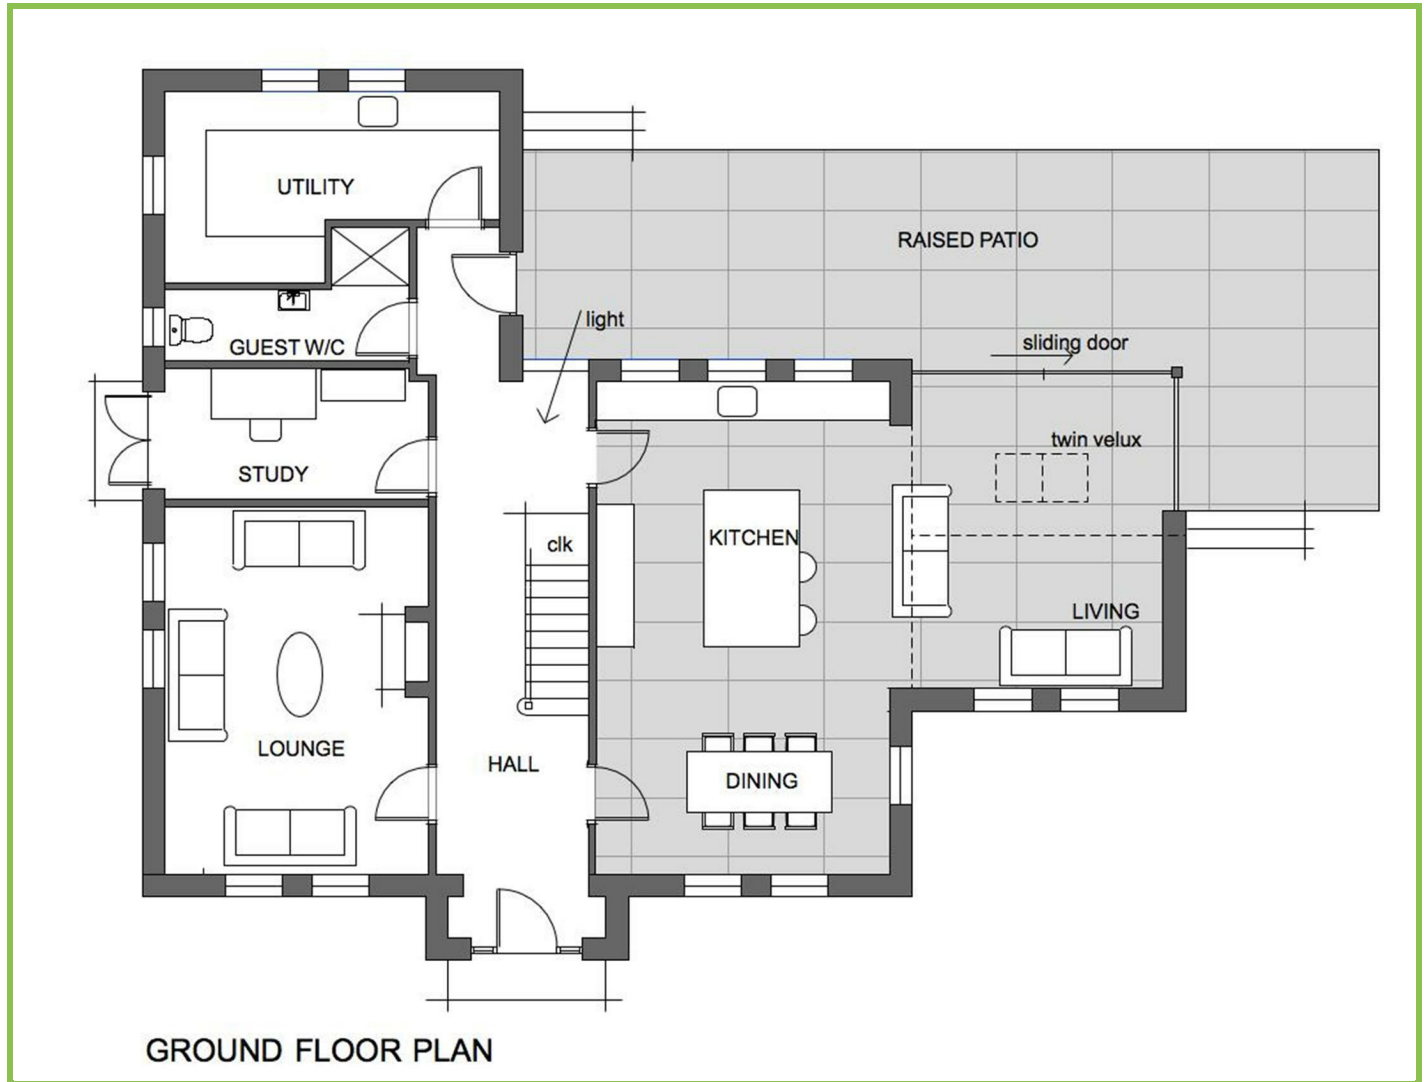 UTILITY
RAISED PATIO
light
sliding door
GUEST W/C
twin velux
STUDY
KITCHEN
clk
LIVING
LOUNGE
HALL
DINING
GROUND FLOOR PLAN